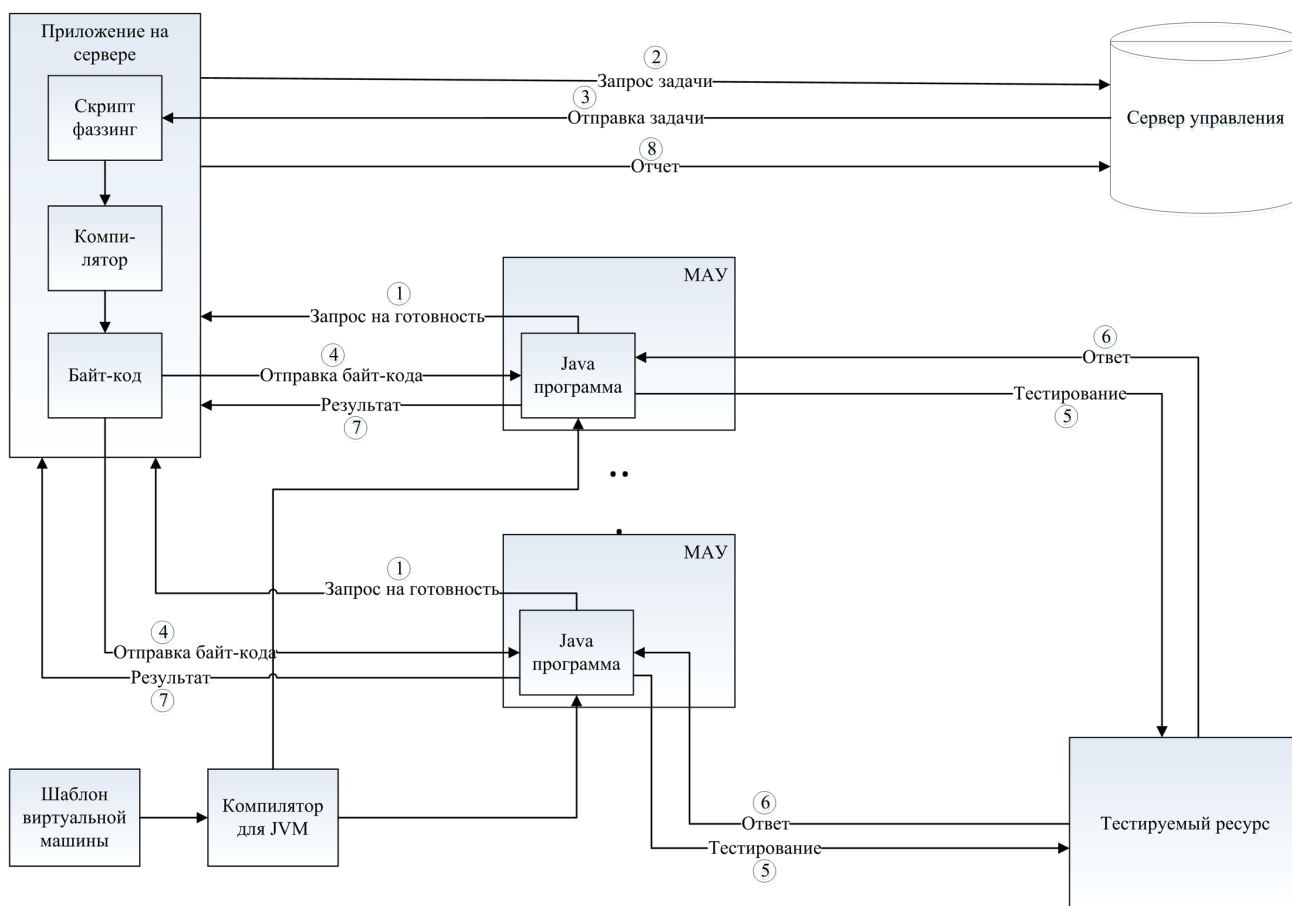 Приложение на
сервере
Скрипт
фаззинг
Компи-
лятор
Байт-код
2
Запрос задачи
3
Отправка задачи
8
Отчет
Сервер управления
МАУ
1
Запрос на готовность
4
Отправка байт-кода
Результат
7
Java
программа
6
Ответ
Тестирование
5
МАУ
1
Запрос на готовность
4
Отправка байт-кода
Результат
7
Java
программа
Шаблон
виртуальной
машины
Компилятор
для JVM
6
Ответ
Тестирование
5
Тестируемый ресурс